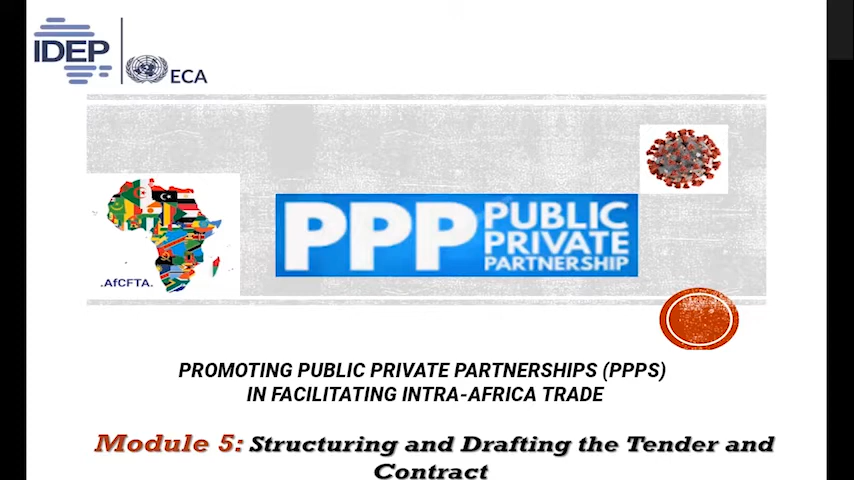 IDEP
ECA
PPP
PUBLIC
PRIVATE
PARTNERSHIP
.AfCFTA.
PROMOTING PUBLIC PRIVATE PARTNERSHIPS (PPPS)
IN FACILITATING INTRA-AFRICA TRADE
Module 5: Structuring and Drafting the Tender and
Contract